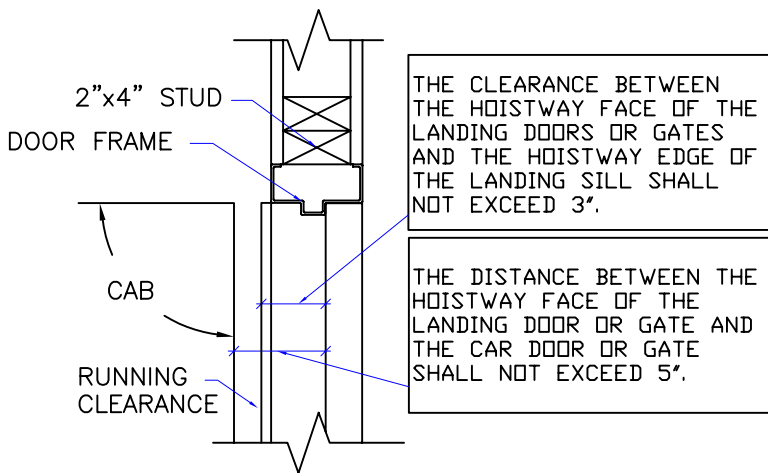 2”x4” STUD
DOOR FRAME
CAB
RUNNING
CLEARANCE
THE CLEARANCE BETWEEN
THE HOISTWAY FACE OF THE
LANDING DOORS OR GATES
AND THE HOISTWAY EDGE OF
THE LANDING SILL SHALL
NOT EXCEED 3".
THE DISTANCE BETWEEN THE
HOISTWAY FACE OF THE
LANDING DOOR OR GATE AND
THE CAR DOOR OR GATE
SHALL NOT EXCEED 5".